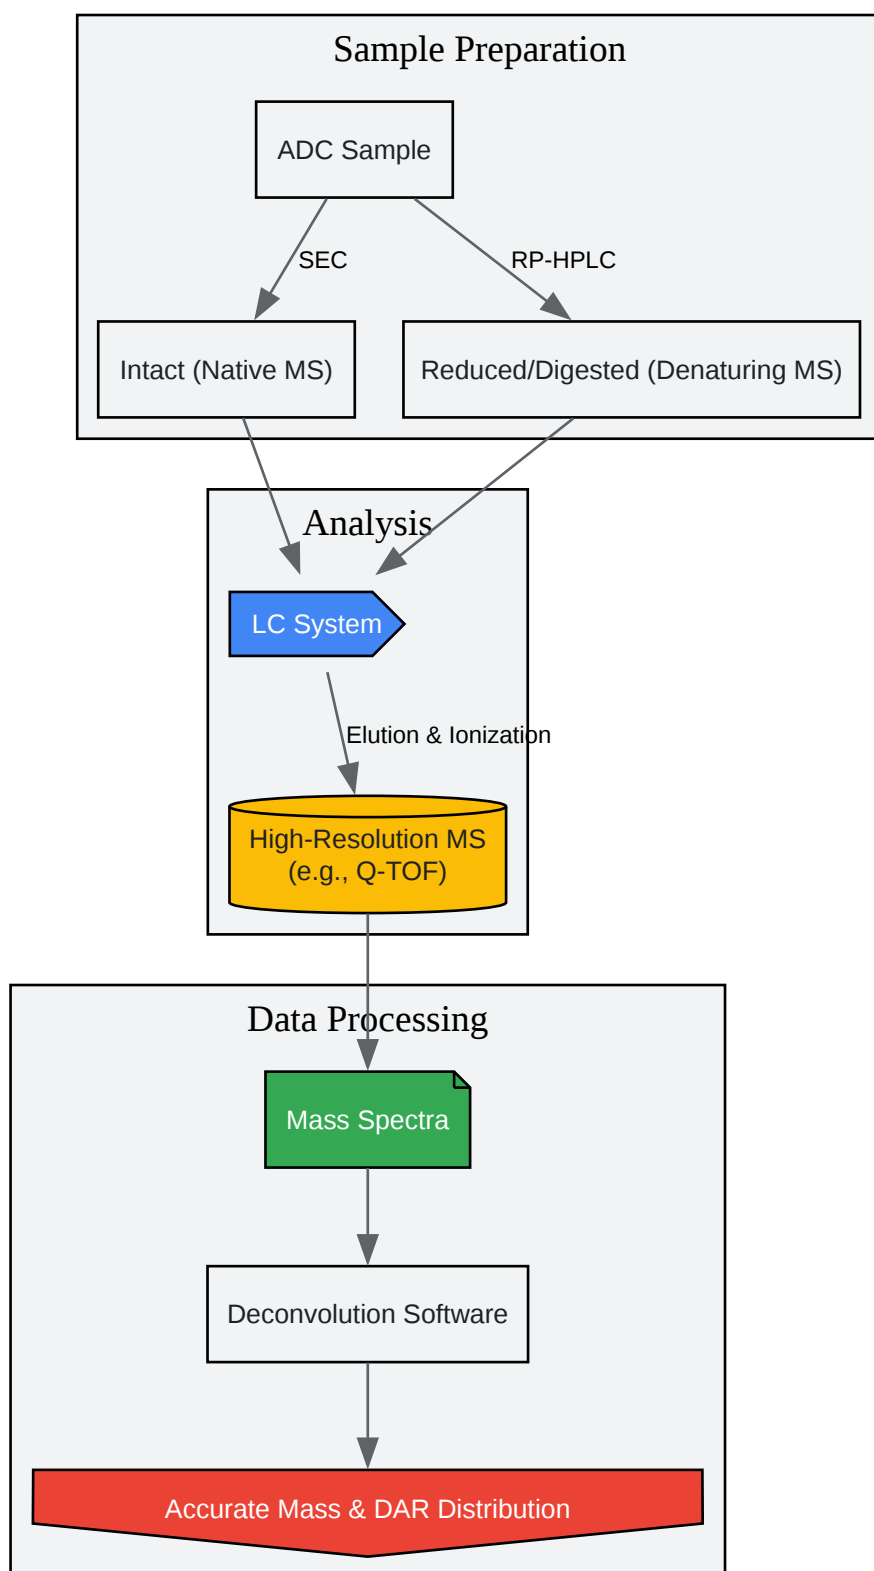 Sample Preparation
ADC Sample
SEC
RP-HPLC
Intact (Native MS)
Reduced/Digested (Denaturing MS)
Analysis
LC System
Elution & Ionization
High-Resolution MS
(e.g., Q-TOF)
Data Processing
Mass Spectra
Deconvolution Software
Accurate Mass & DAR Distribution